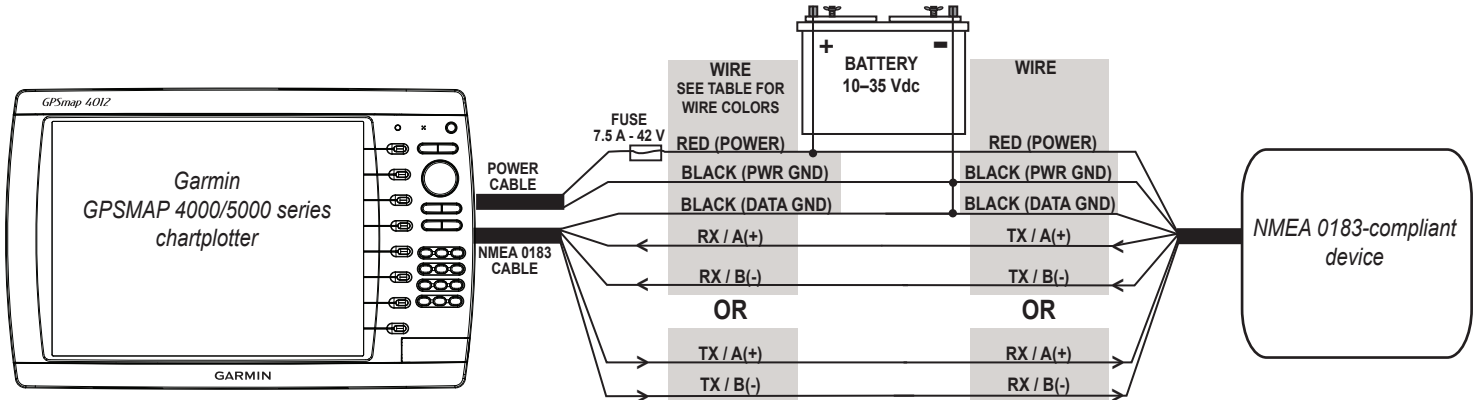 GPSmap 4012
Garmin
GPSMAP 4000/5000 series
chartplotter
GARMIN
POWER
CABLE
NMEA 0183
CABLE
FUSE
7.5 A - 42 V
WIRE
SEE TABLE FOR
WIRE COLORS
RED (POWER)
BLACK (PWR GND)
BLACK (DATA GND)
RX / A(+)
RX / B(-)
OR
TX / A(+)
TX / B(-)
+ -
BATTERY
10–35 Vdc
WIRE
RED (POWER)
BLACK (PWR GND)
BLACK (DATA GND)
TX / A(+)
TX / B(-)
OR
RX / A(+)
RX / B(-)
NMEA 0183-compliant
device